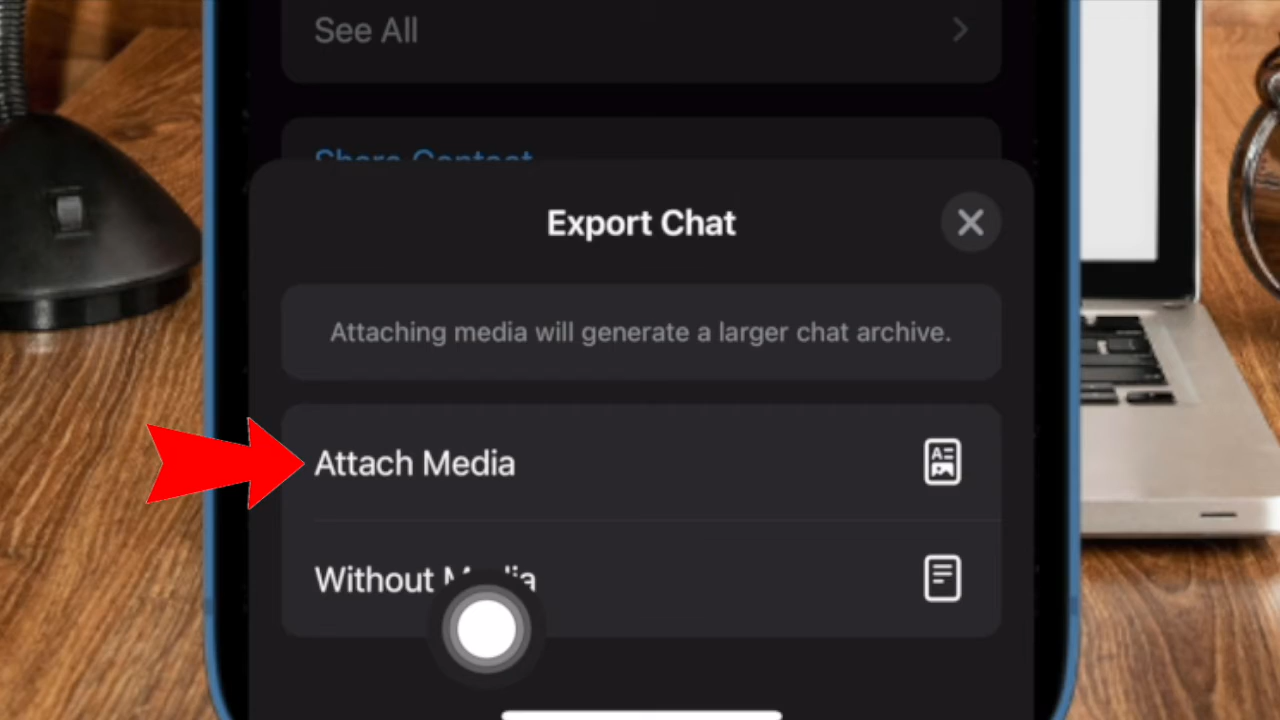 See All
Share Contact
Export Chat
Attaching media will generate a larger chat archive.
Attach Media
Without Media